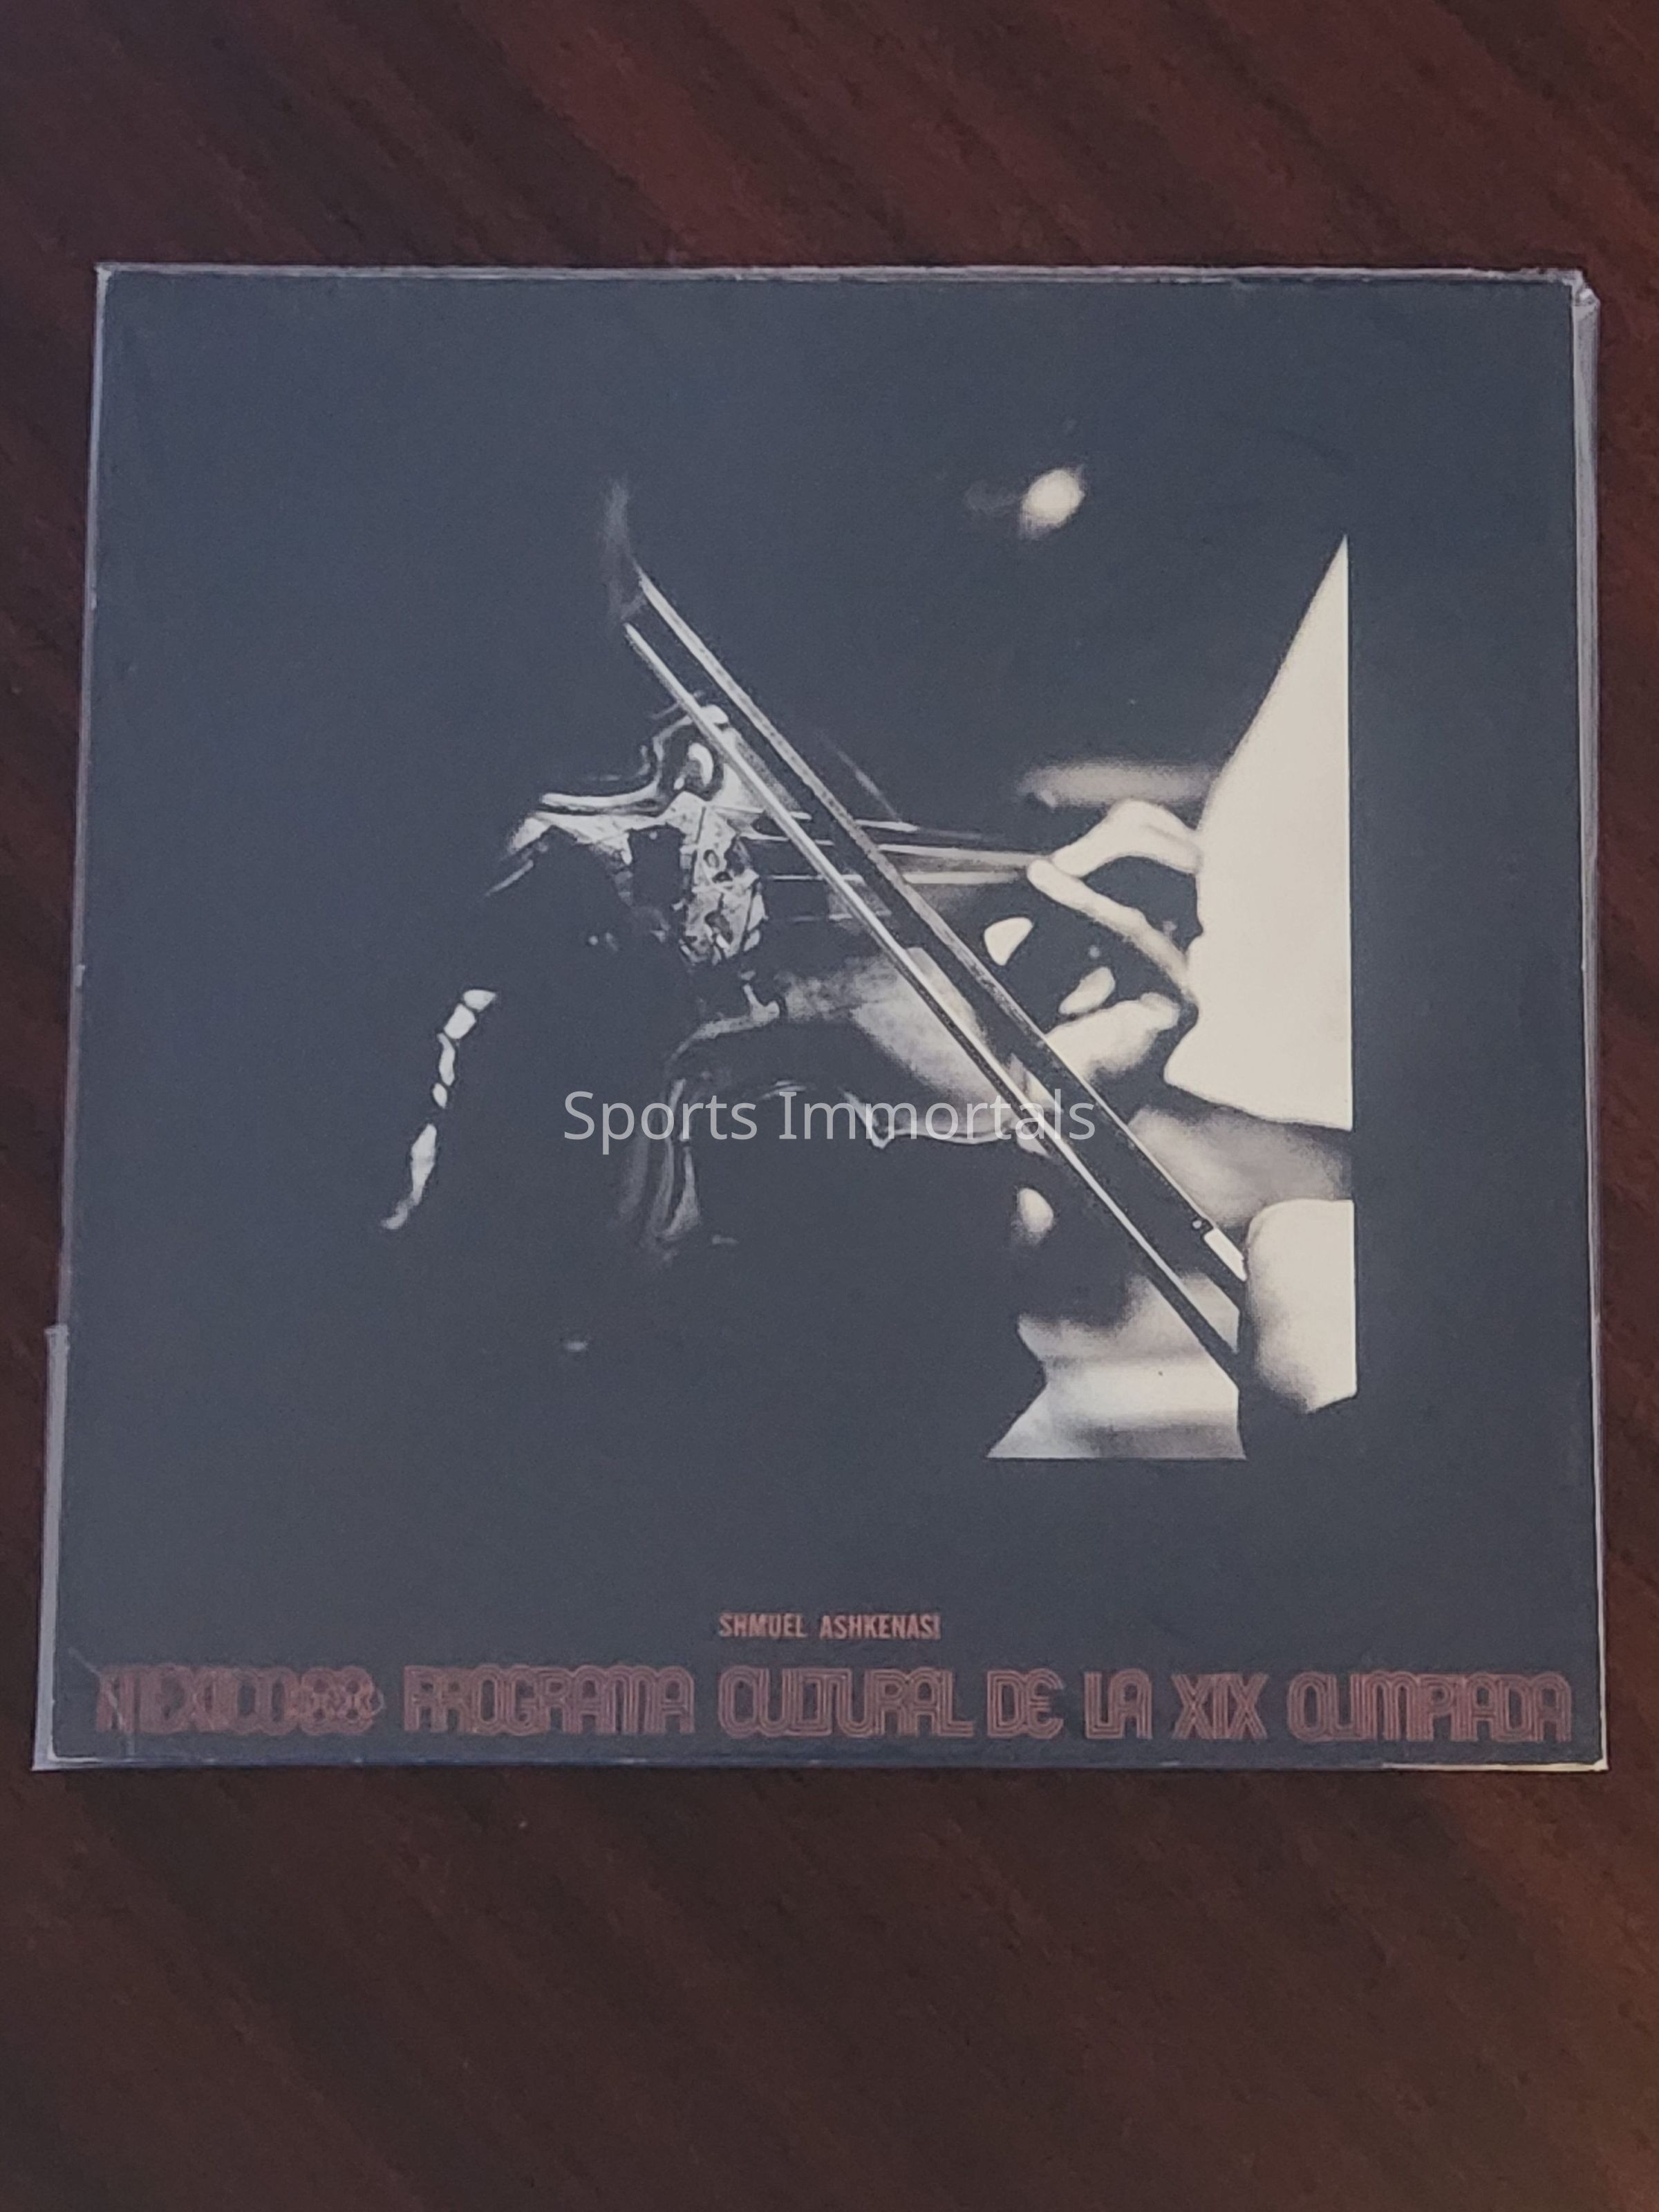 Sports Immortals
SHMUEL ASHKENASI
MEXICO68 PROGRAMA CULTURAL DE LA XIX OLIMPIADA